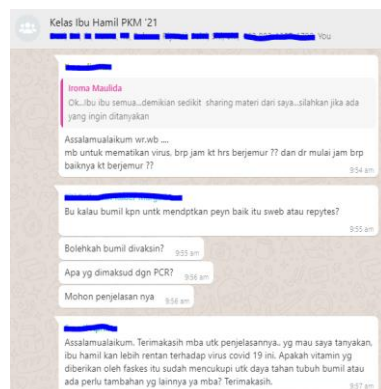 Kelas Ibu Hamil PKM '21
You
Iroma Maulida
Ok...Ibu ibu semua...demikian sedikit sharing materi dari saya...silahkan jika ada
yang ingin ditanyakan
Assalamualaikum wr.wb ....
mb untuk mematikan virus, brp jam kt hrs berjemur ?? dan dr mulai jam brp
baiknya kt berjemur ??
9:54 am
Bu kalau bumil kpn untk mendptkan peyn baik itu sweb atau repytes?
9:55 am
Bolehkah bumil divaksin?
9:55 am
Apa yg dimaksud dgn PCR?
9:56 am
Mohon penjelasan nya
9:56 am
Assalamualaikum. Terimakasih mba utk penjelasannya.. yg mau saya tanyakan,
ibu hamil kan lebih rentan terhadap virus covid 19 ini. Apakah vitamin yg
diberikan oleh faskes itu sudah mencukupi utk daya tahan tubuh bumil atau
ada perlu tambahan yg lainnya ya mba? Terimakasih.
9:57 am